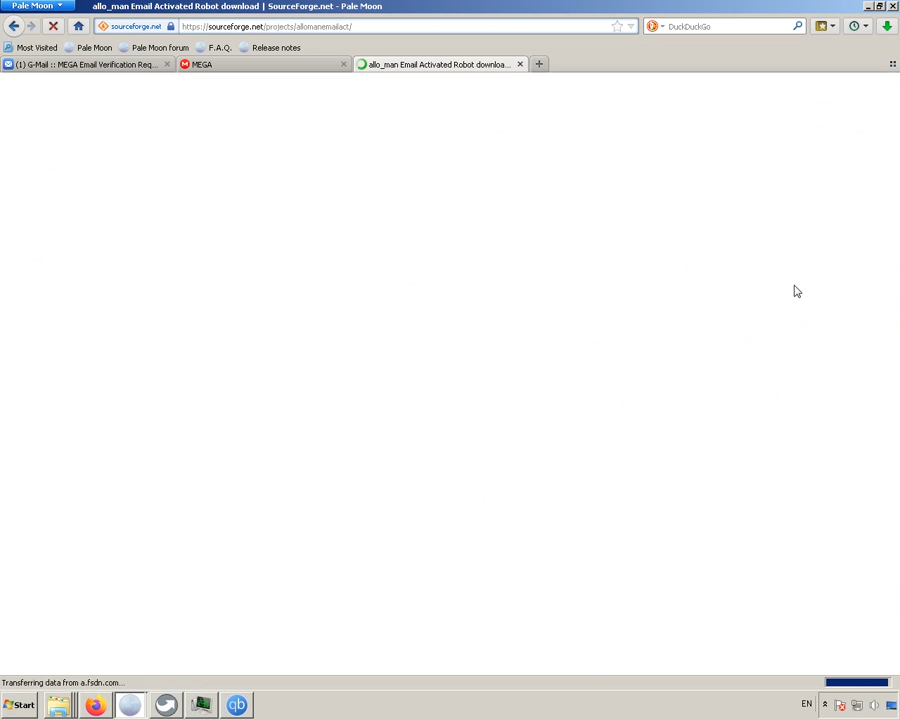 Pale Moon
allo_man Email Activated Robot download | SourceForge.net - Pale Moon
sourceforge.net
https://sourceforge.net/projects/allomanemailact/
DuckDuckGo
Most Visited
Pale Moon
Pale Moon forum
F.A.Q.
Release notes
(1) G-Mail :: MEGA Email Verification Req...
MEGA
allo_man Email Activated Robot downloa...
Transferring data from a.fsdn.com...
Start
qb
EN